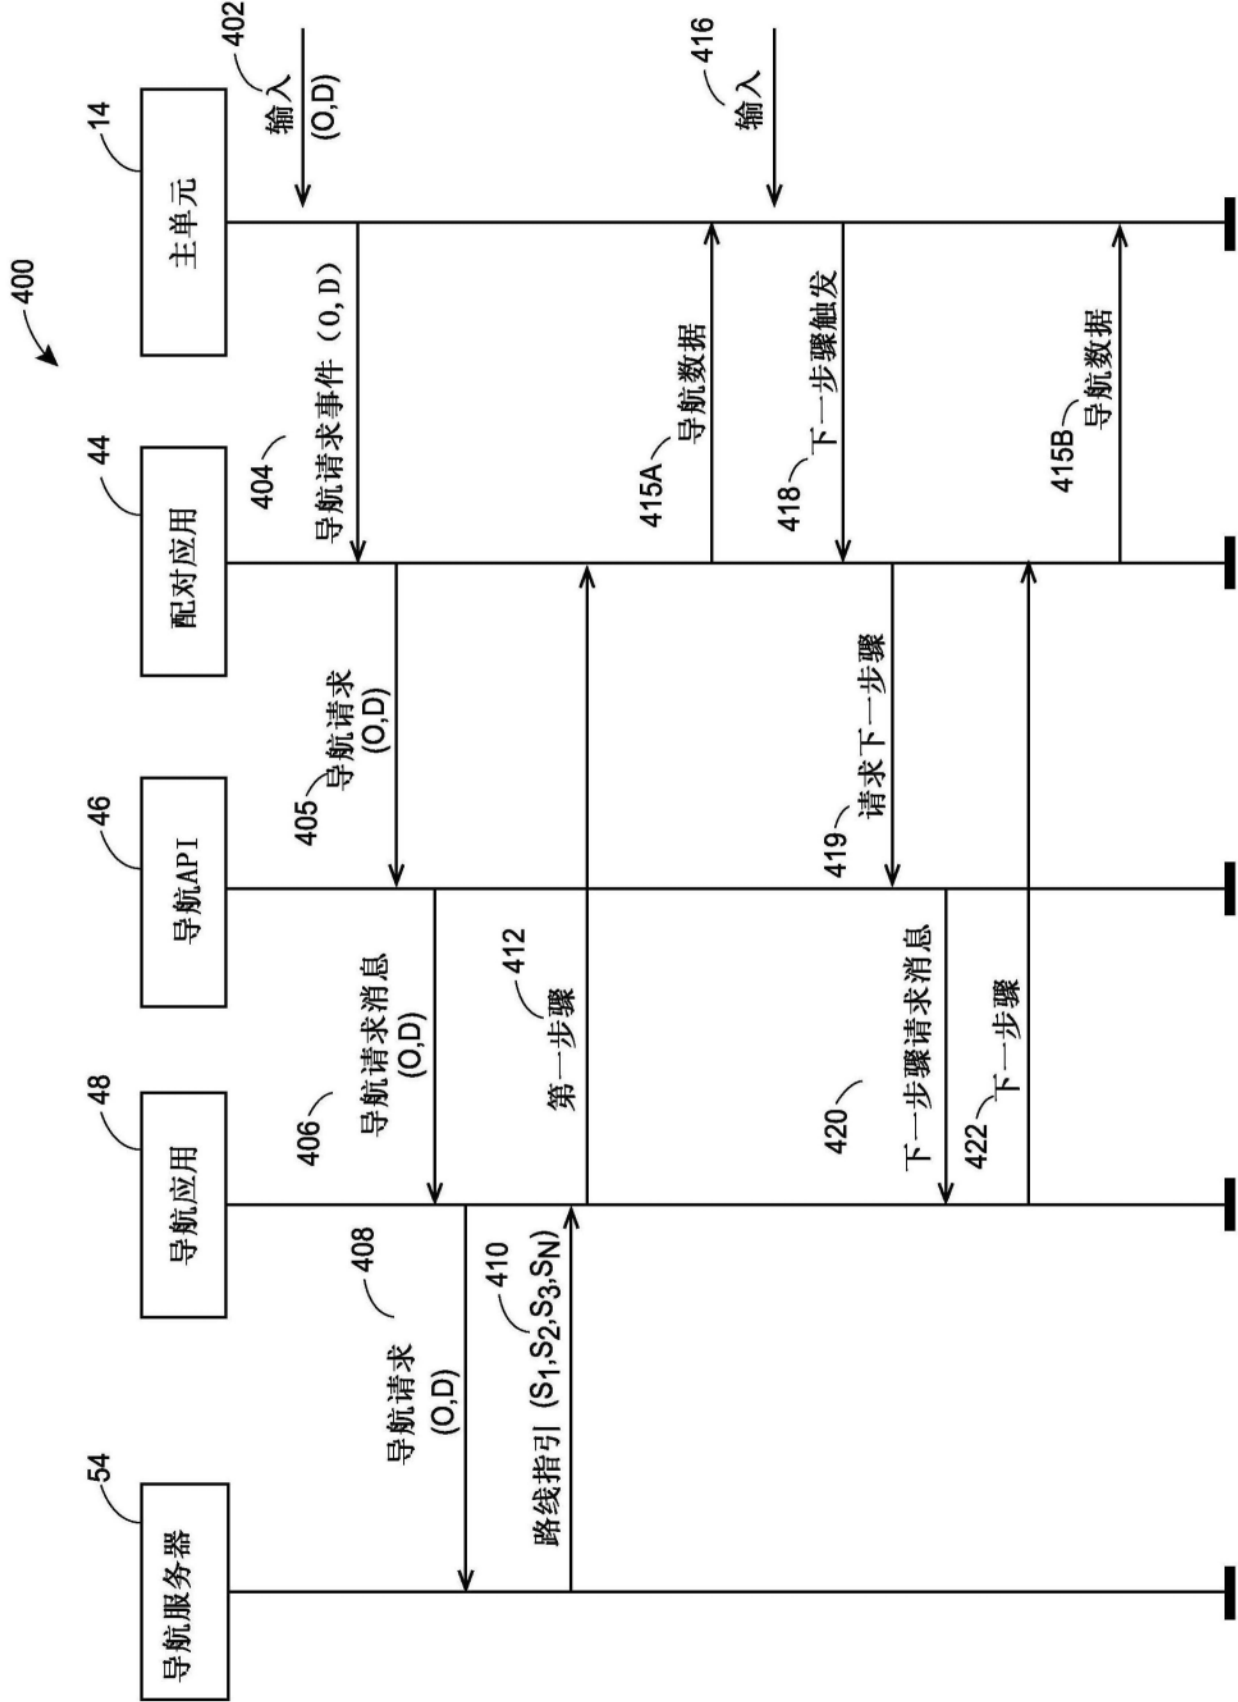 400
54
导航服务器
48
导航应用
46
导航API
44
配对应用
14
主单元
402
输入
(O,D)
404
导航请求事件（O,D）
405
导航请求
(O,D)
406
导航请求消息
(O,D)
408
导航请求
(O,D)
410
路线指引 (S1,S2,S3,SN)
412
第一步骤
415A
导航数据
416
输入
418
下一步骤触发
419
请求下一步骤
420
下一步骤请求消息
422
下一步骤
415B
导航数据